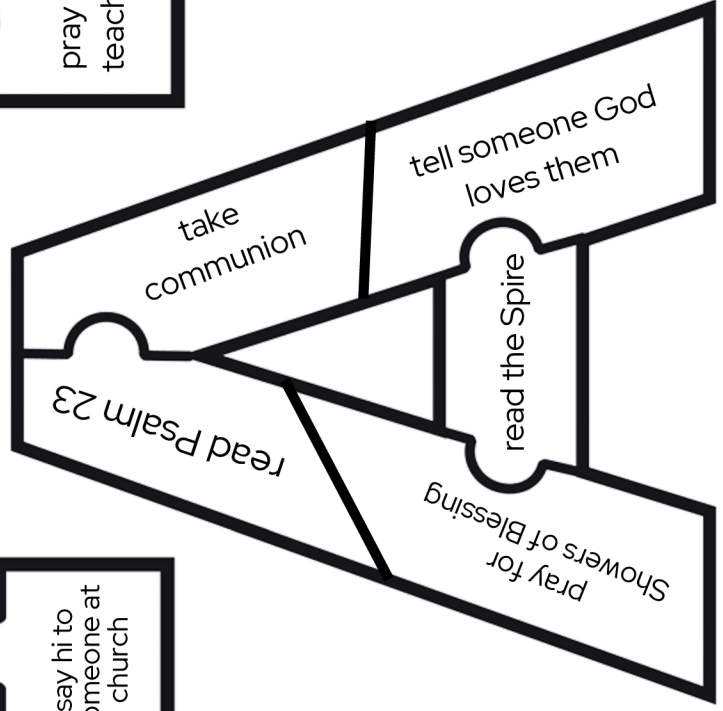 pray
teach
take
communion
tell someone God
loves them
read the Spire
read Psalm 23
pray for
Showers of Blessing
say hi to
omeone at
church